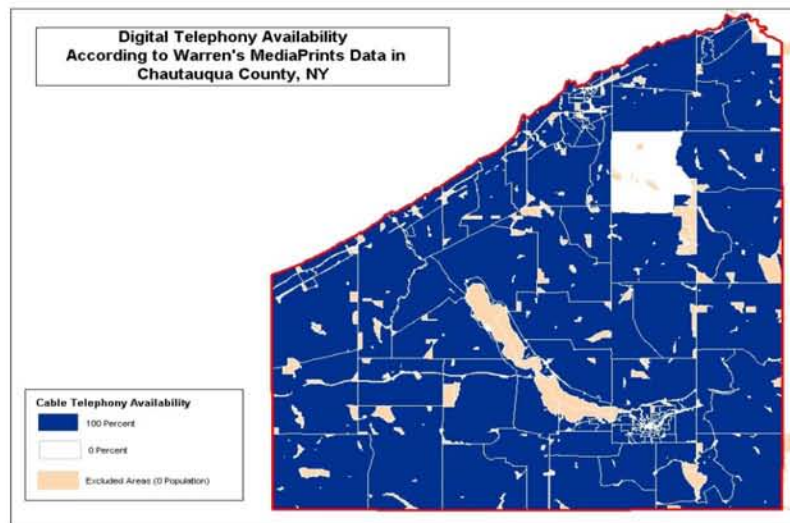 Digital Telephony Availability
According to Warren's MediaPrints Data in
Chautauqua County, NY
Cable Telephony Availability
100 Percent
0 Percent
Excluded Areas (0 Population)